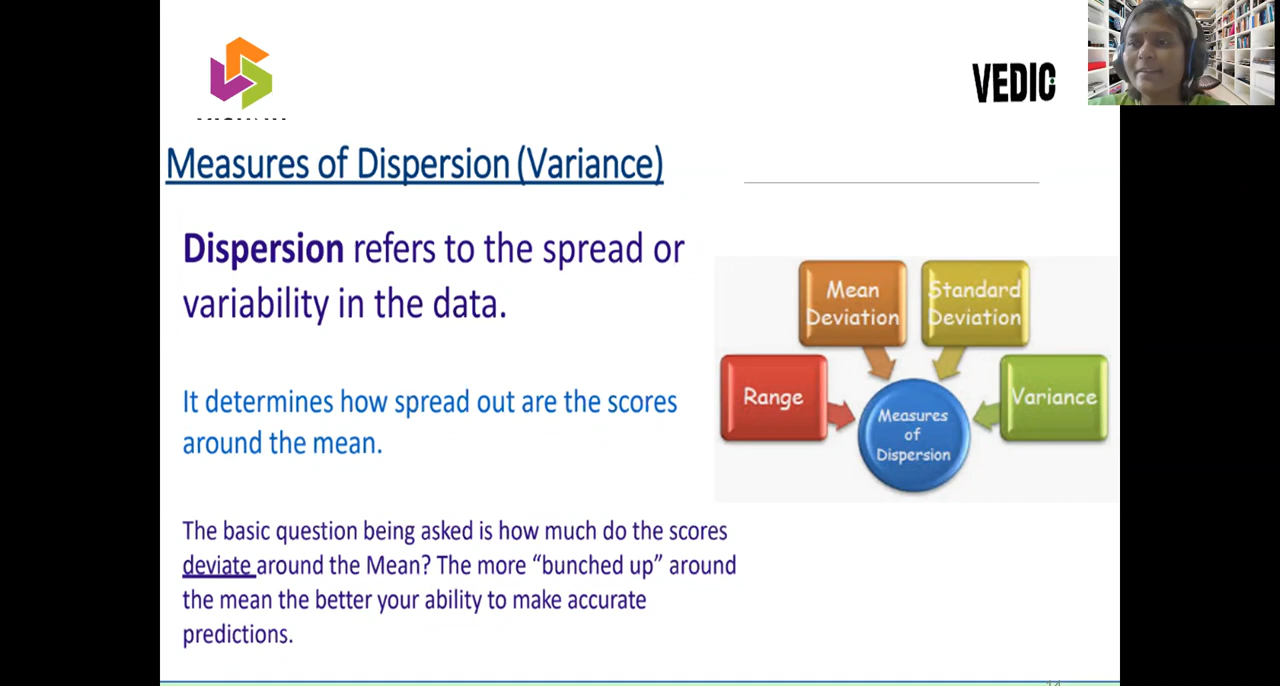 VEDIC
Measures of Dispersion (Variance)
Dispersion refers to the spread or
variability in the data.
It determines how spread out are the scores
around the mean.
The basic question being asked is how much do the scores
deviate around the Mean? The more “bunched up” around
the mean the better your ability to make accurate
predictions.
Mean
Deviation
Standard
Deviation
Range
Variance
Measures
of
Dispersion